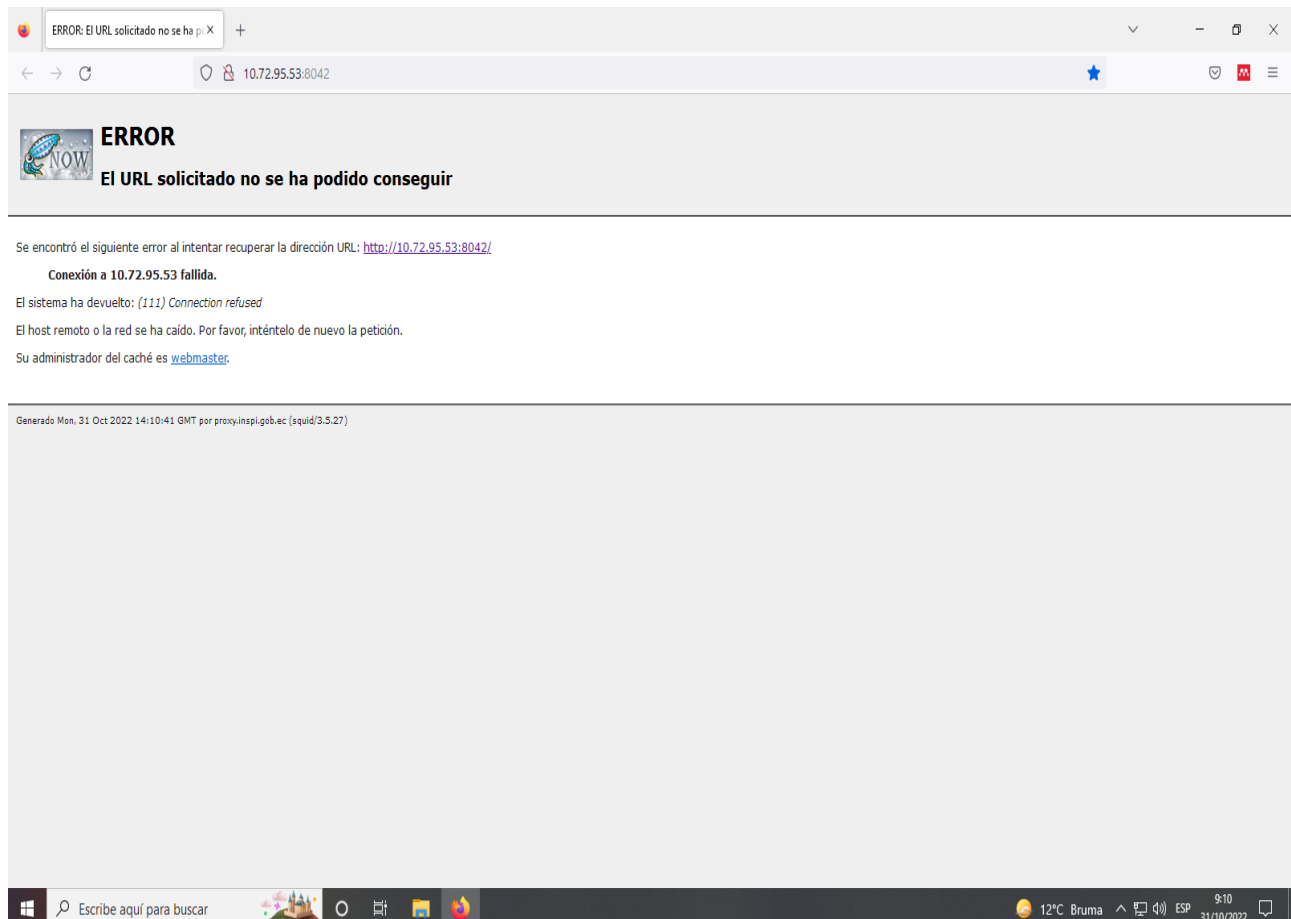 ERROR: El URL solicitado no se ha po
10.72.95.53:8042
NOW
ERROR
El URL solicitado no se ha podido conseguir
Se encontró el siguiente error al intentar recuperar la dirección URL: http://10.72.95.53:8042/
Conexión a 10.72.95.53 fallida.
El sistema ha devuelto: (111) Connection refused
El host remoto o la red se ha caído. Por favor, inténtelo de nuevo la petición.
Su administrador del caché es webmaster.
Generado Mon, 31 Oct 2022 14:10:41 GMT por proxy.inspi.gob.ec (squid/3.5.27)
Escribe aquí para buscar
12°C Bruma
ESP
9:10
31/10/2022